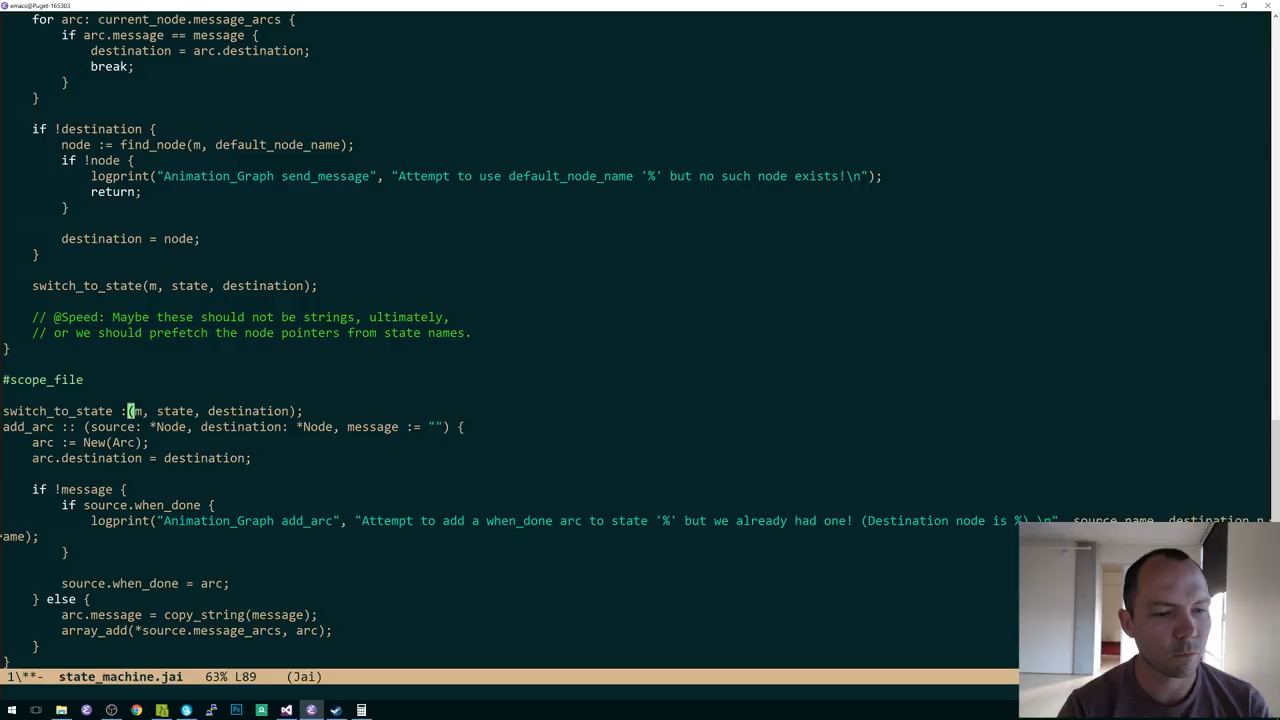 emacs@Puget-165303
for arc: current_node.message_arcs {
if arc.message == message {
destination = arc.destination;
break;
}
}
if !destination {
node := find_node(m, default_node_name);
if !node {
logprint("Animation_Graph send_message", "Attempt to use default_node_name '%' but no such node exists!\n");
return;
}
destination = node;
}
switch_to_state(m, state, destination);
// @Speed: Maybe these should not be strings, ultimately,
// or we should prefetch the node pointers from state names.
}
#scope_file
switch_to_state :(m, state, destination);
add_arc :: (source: *Node, destination: *Node, message := "") {
arc := New(Arc);
arc.destination = destination;
if !message {
if source.when_done {
logprint("Animation_Graph add_arc", "Attempt to add a when_done arc to state '%' but we already had one! (Destination node is %).\n", source.name, destination.n
ame);
}
source.when_done = arc;
} else {
arc.message = copy_string(message);
array_add(*source.message_arcs, arc);
}
}
1\**- state_machine.jai 63% L89 (Jai)